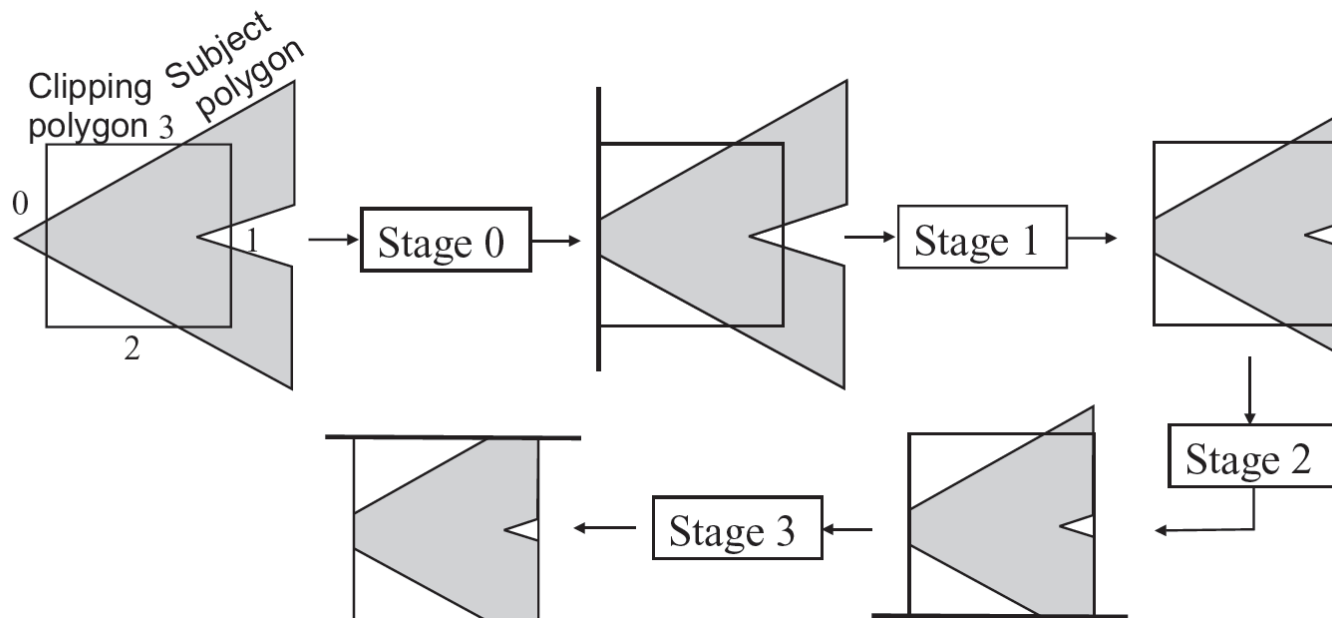 Clipping
polygon
Subject
polygon
3
0
1
2
Stage 0
Stage 1
Stage 2
Stage 3